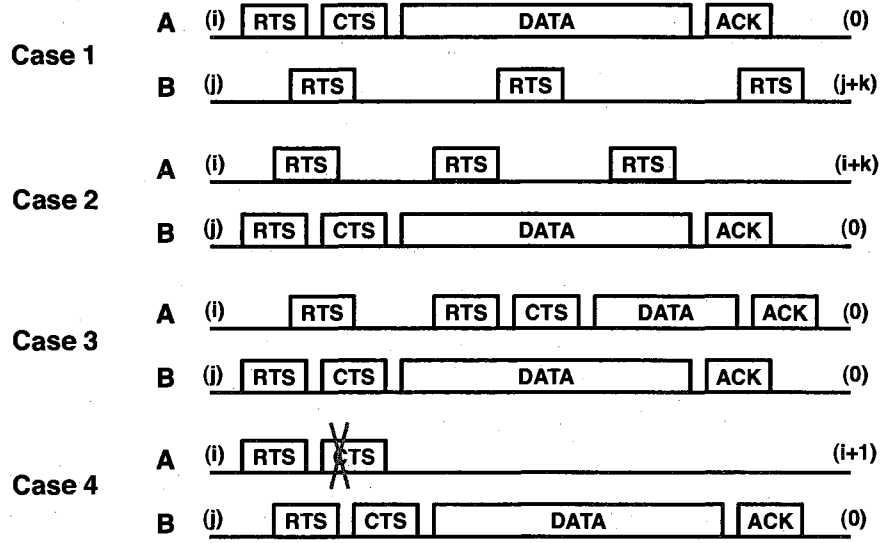 A (i) RTS CTS DATA ACK (0)
Case 1
B (j) RTS RTS RTS (j+k)
A (i) RTS RTS RTS (i+k)
Case 2
B (j) RTS CTS DATA ACK (0)
A (i) RTS RTS CTS DATA ACK (0)
Case 3
B (j) RTS CTS DATA ACK (0)
A (i) RTS CTS (i+1)
Case 4
B (j) RTS CTS DATA ACK (0)